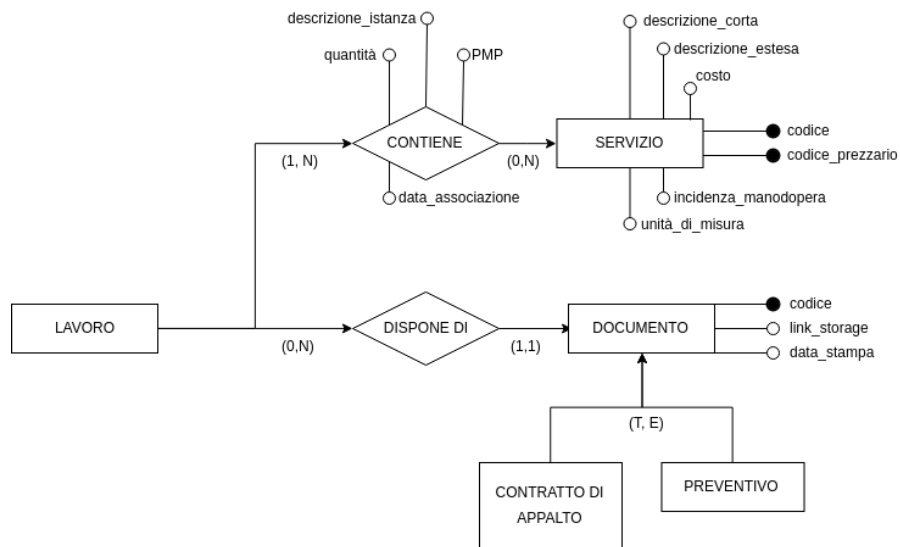 descrizione_istanza
descrizione_corta
quantità
PMP
descrizione_estesa
costo
CONTIENE
SERVIZIO
codice
codice_prezzario
(1, N)
(0,N)
data_associazione
incidenza_manodopera
unità_di_misura
LAVORO
DISPONE DI
DOCUMENTO
codice
link_storage
data_stampa
(0,N)
(1,1)
(T, E)
CONTRATTO DI
APPALTO
PREVENTIVO